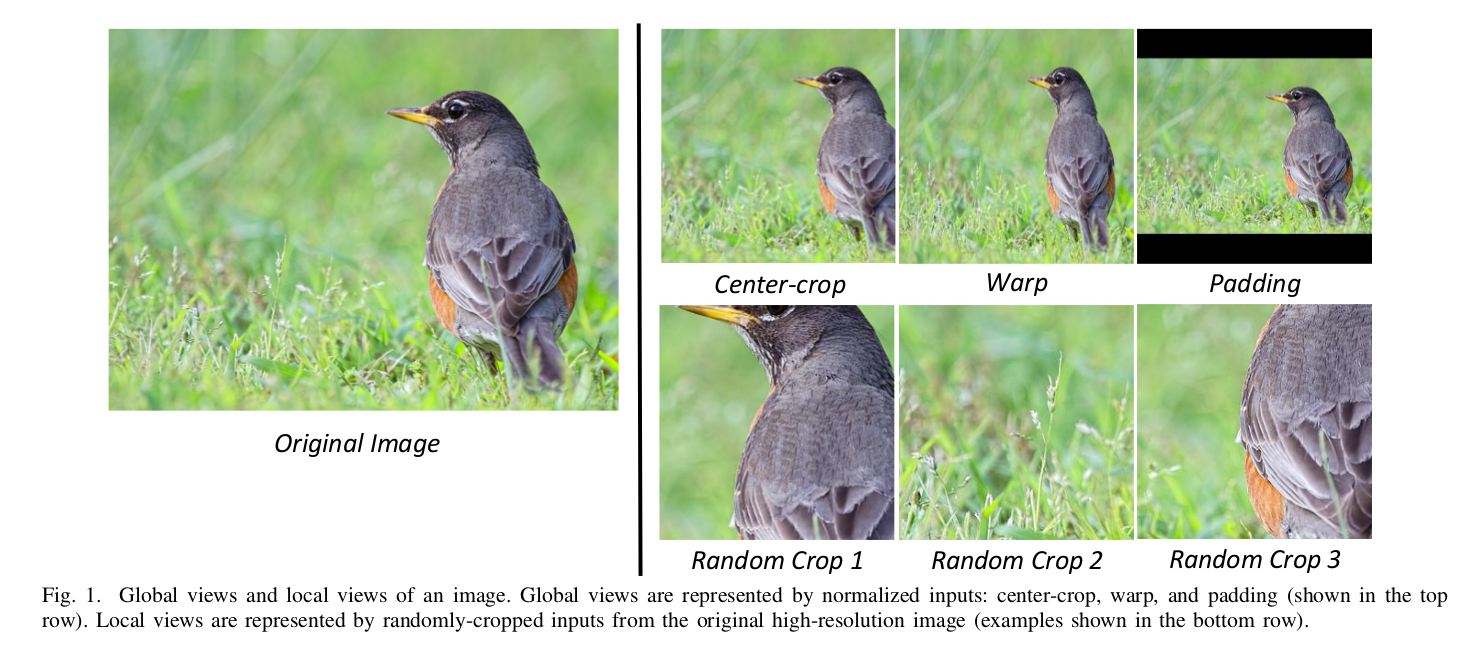 Original Image
Center-crop
Warp
Padding
Random Crop 1
Random Crop 2
Random Crop 3
Fig. 1. Global views and local views of an image. Global views are represented by normalized inputs: center-crop, warp, and padding (shown in the top
row). Local views are represented by randomly-cropped inputs from the original high-resolution image (examples shown in the bottom row).